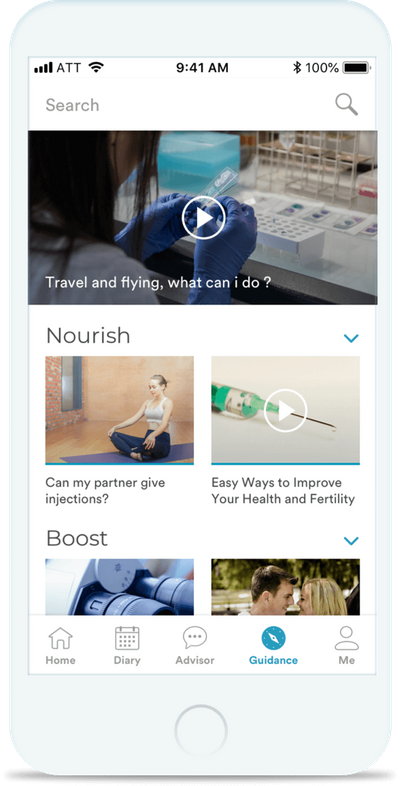 ATT 9:41 AM 100%
Search
Travel and flying, what can i do ?
Nourish
Can my partner give
injections?
Easy Ways to Improve
Your Health and Fertility
Boost
Home Diary Advisor Guidance Me